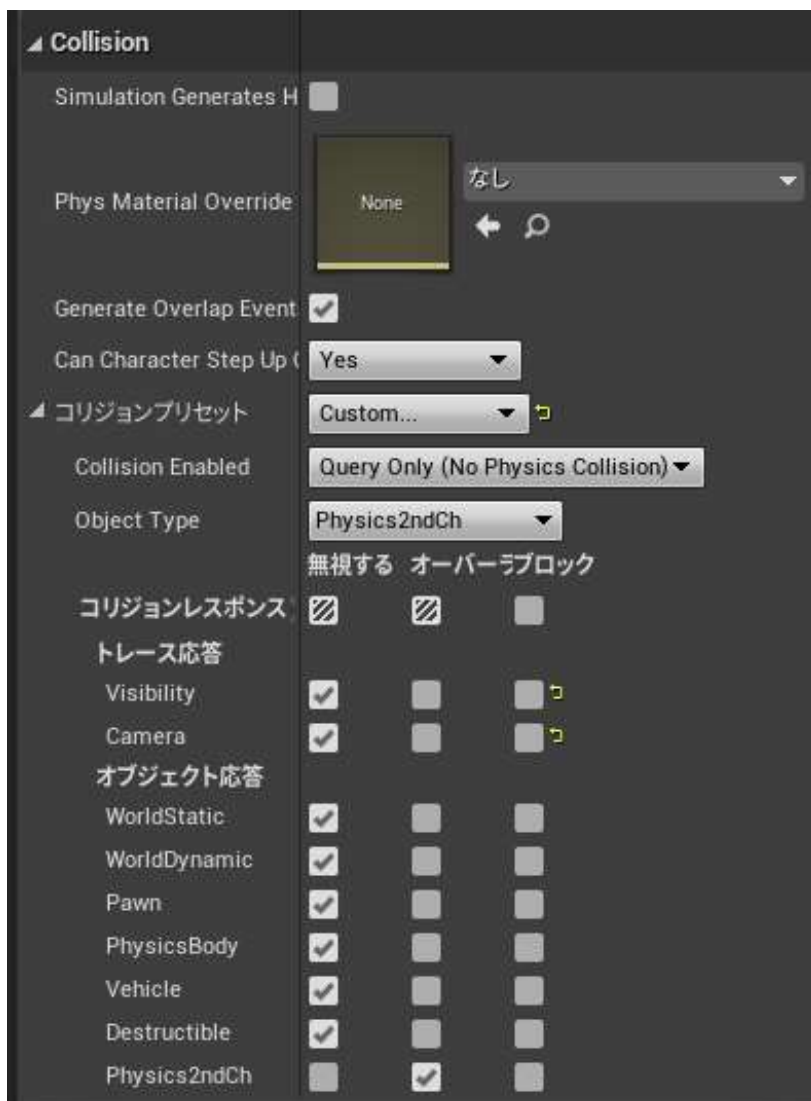 Collision
Simulation Generates H
Phys Material Override
None
なし
Generate Overlap Event
Can Character Step Up (
Yes
コリジョンプリセット
Custom...
Collision Enabled
Query Only (No Physics Collision)
Object Type
Physics2ndCh
無視する オーバーラブロック
コリジョンレスポンス
トレース応答
Visibility
Camera
オブジェクト応答
WorldStatic
WorldDynamic
Pawn
PhysicsBody
Vehicle
Destructible
Physics2ndCh